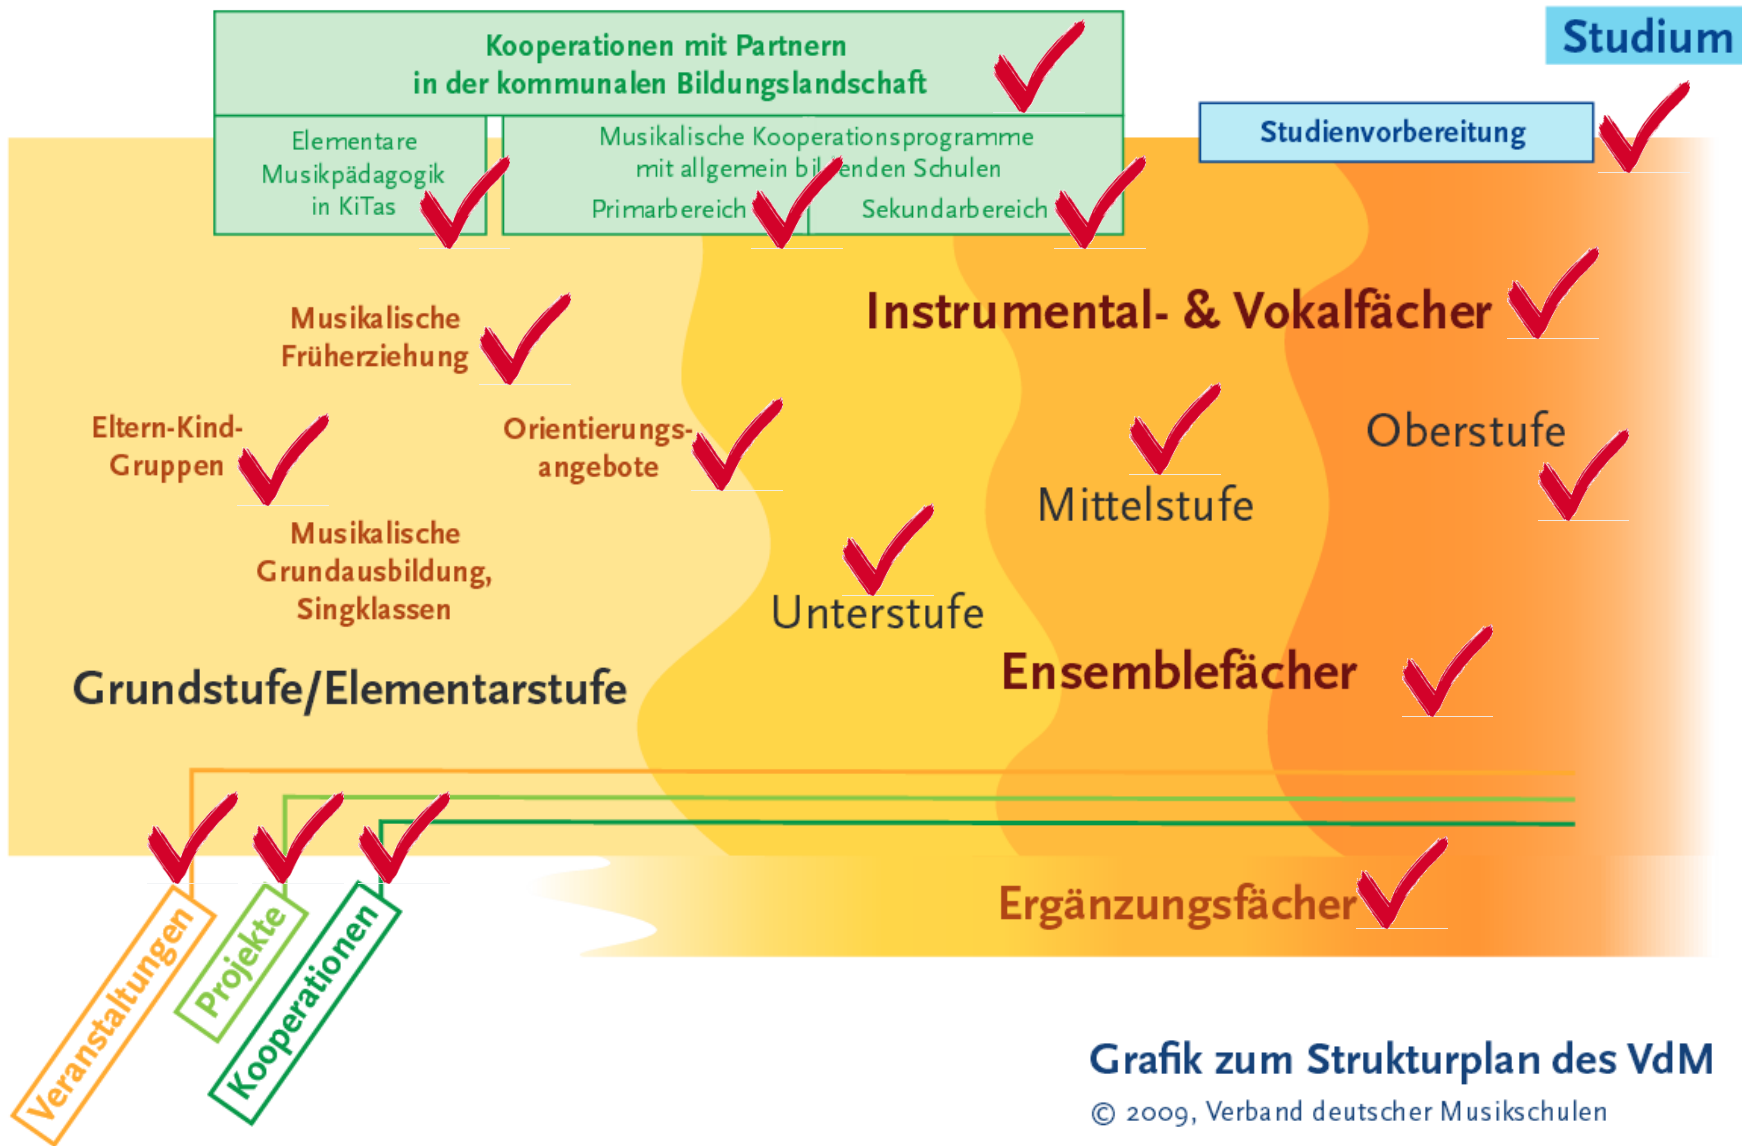 Studium
Kooperationen mit Partnern
in der kommunalen Bildungslandschaft
Studienvorbereitung
Elementare
Musikpädagogik
in KiTas
Musikalische Kooperationsprogramme
mit allgemein bildenden Schulen
Primarbereich
Sekundarbereich
Instrumental- & Vokalfächer
Musikalische
Früherziehung
Eltern-Kind-
Gruppen
Orientierungs-
angebote
Oberstufe
Mittelstufe
Musikalische
Grundausbildung,
Singklassen
Unterstufe
Ensemblefächer
Grundstufe/Elementarstufe
Ergänzungsfächer
Veranstaltungen
Projekte
Kooperationen
Grafik zum Strukturplan des VdM
© 2009, Verband deutscher Musikschulen